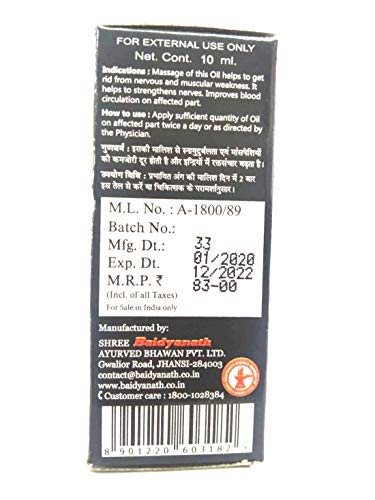 FOR EXTERNAL USE ONLY
Net. Cont. 10 ml.
Indications : Massage of this Oil helps to get
rid from nervous and muscular weakness. It
helps to strengthens nerves. Improves blood
circulation on affected part.
How to use : Apply sufficient quantity of Oil
on affected part twice a day or as directed by
the Physician.
गुणधर्म : इसकी मालिश से स्नायुदुर्बलता एवं मांसपेशियों
की कमजोरी दूर होती है और इन्द्रियों में रक्तसंचार बढ़ता है।
उपयोग विधि : प्रभावित अंग की मालिश दिन में 2 बार
इस तेल से करें या चिकित्सक के परामर्शानुसार।
M.L. No. : A-1800/89
Batch No.:
Mfg. Dt.: 33
Exp. Dt. 01/2020
M.R.P. ₹ 12/2022
(Incl. of all Taxes) 83-00
For Sale in India only
Manufactured by:
SHREE Baidyanath
AYURVED BHAWAN PVT. LTD.
Gwalior Road, JHANSI-284003
contact@baidyanath.co.in
www.baidyanath.co.in
Customer care : 1800-1028384
8 901220 603182